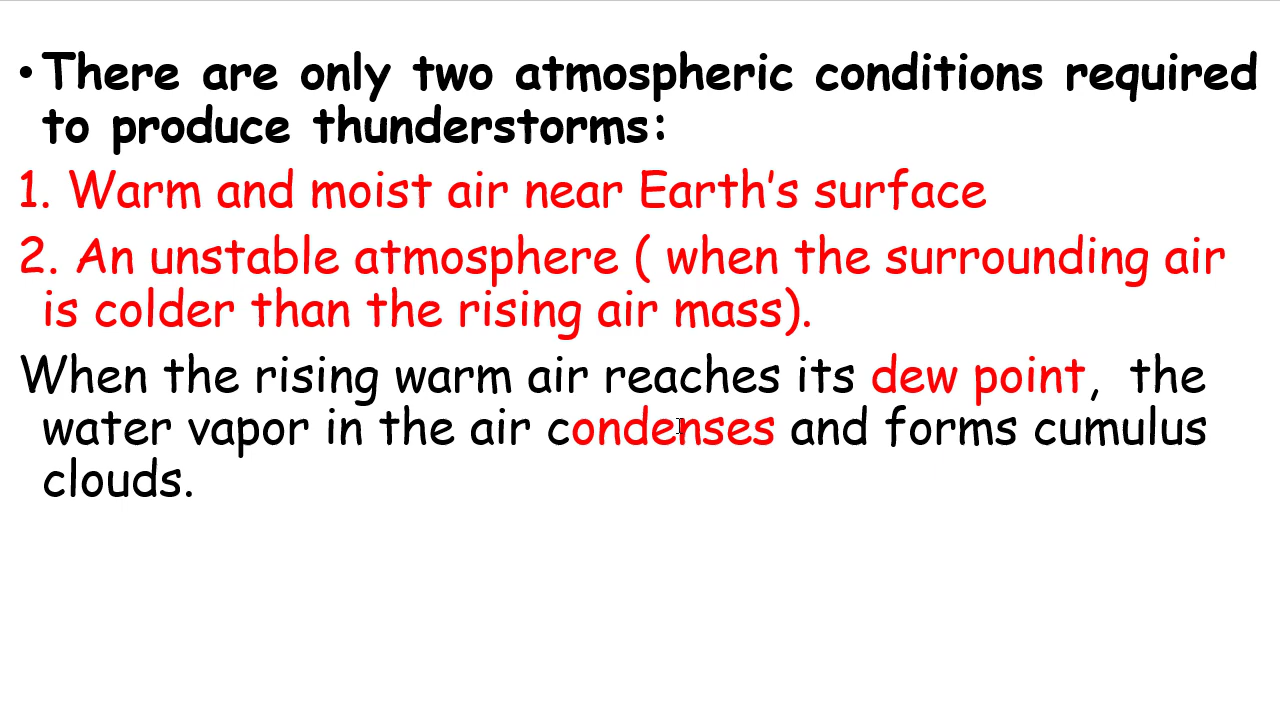 • There are only two atmospheric conditions required
to produce thunderstorms:
1. Warm and moist air near Earth’s surface
2. An unstable atmosphere ( when the surrounding air
is colder than the rising air mass).
When the rising warm air reaches its dew point,  the
water vapor in the air condenses and forms cumulus
clouds.